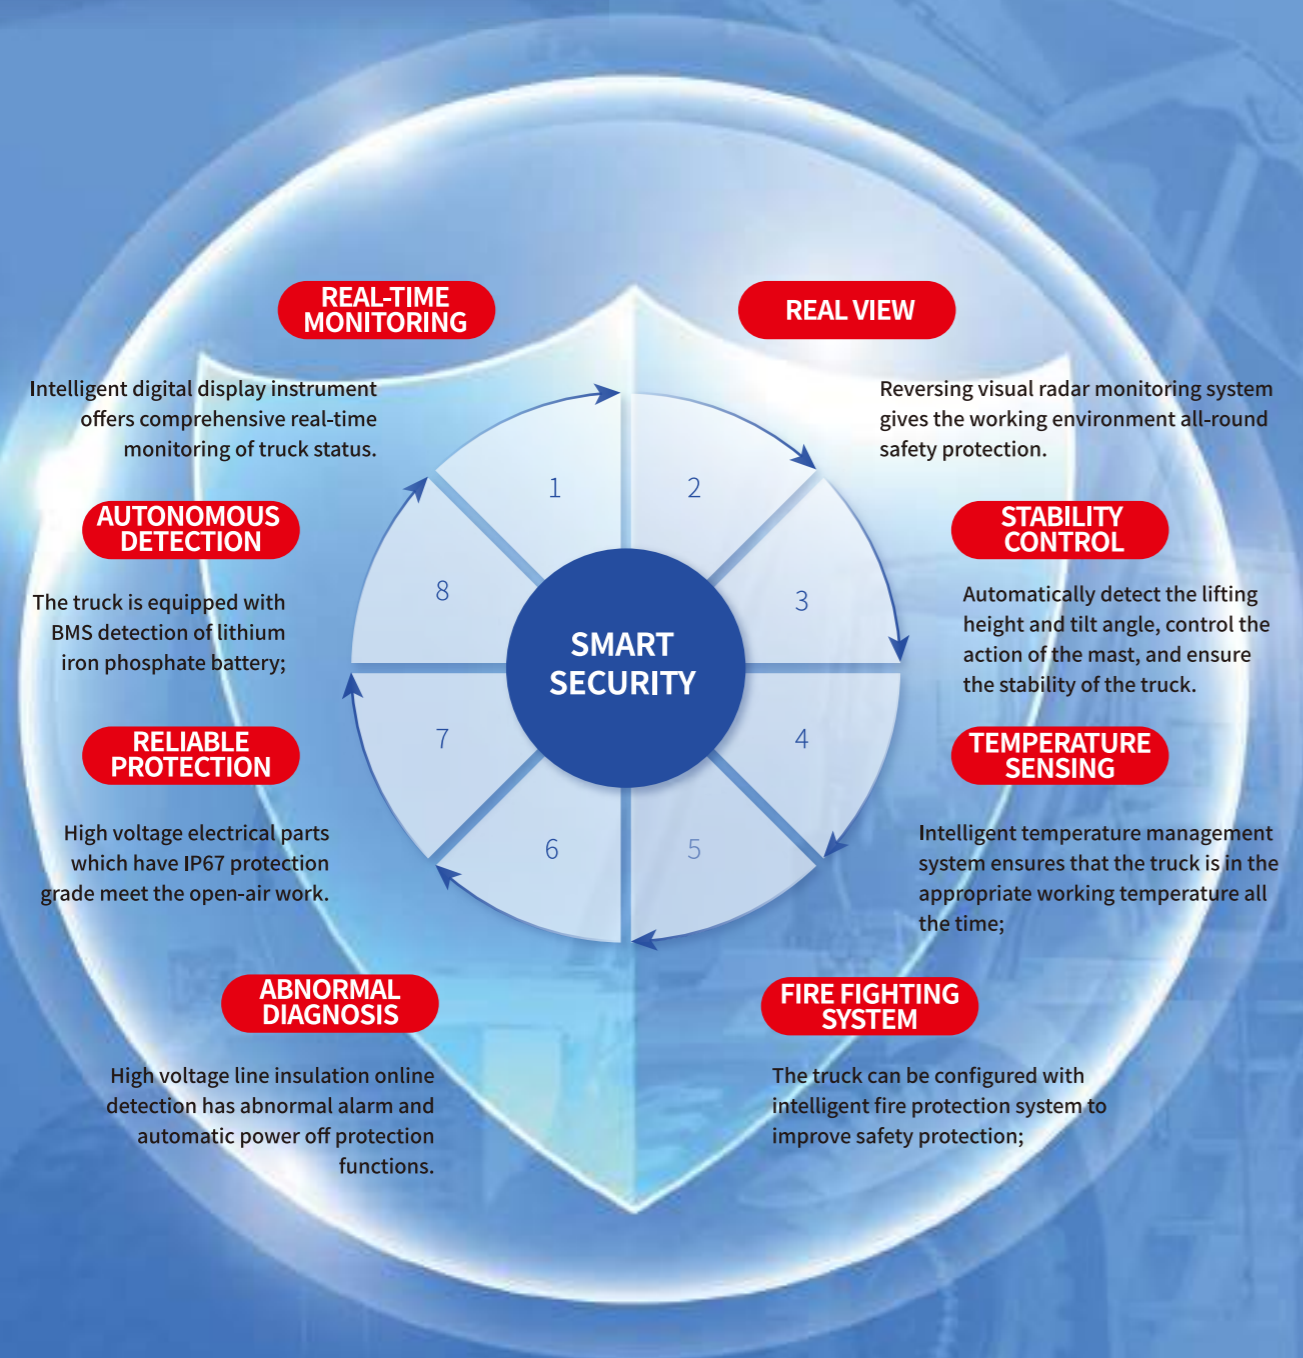 REAL-TIME
MONITORING
Intelligent digital display instrument
offers comprehensive real-time
monitoring of truck status.
REAL VIEW
Reversing visual radar monitoring system
gives the working environment all-round
safety protection.
AUTONOMOUS
DETECTION
The truck is equipped with
BMS detection of lithium
iron phosphate battery;
STABILITY
CONTROL
Automatically detect the lifting
height and tilt angle, control the
action of the mast, and ensure
the stability of the truck.
1
2
3
4
5
6
7
8
SMART
SECURITY
RELIABLE
PROTECTION
High voltage electrical parts
which have IP67 protection
grade meet the open-air work.
TEMPERATURE
SENSING
Intelligent temperature management
system ensures that the truck is in the
appropriate working temperature all
the time;
ABNORMAL
DIAGNOSIS
High voltage line insulation online
detection has abnormal alarm and
automatic power off protection
functions.
FIRE FIGHTING
SYSTEM
The truck can be configured with
intelligent fire protection system to
improve safety protection;